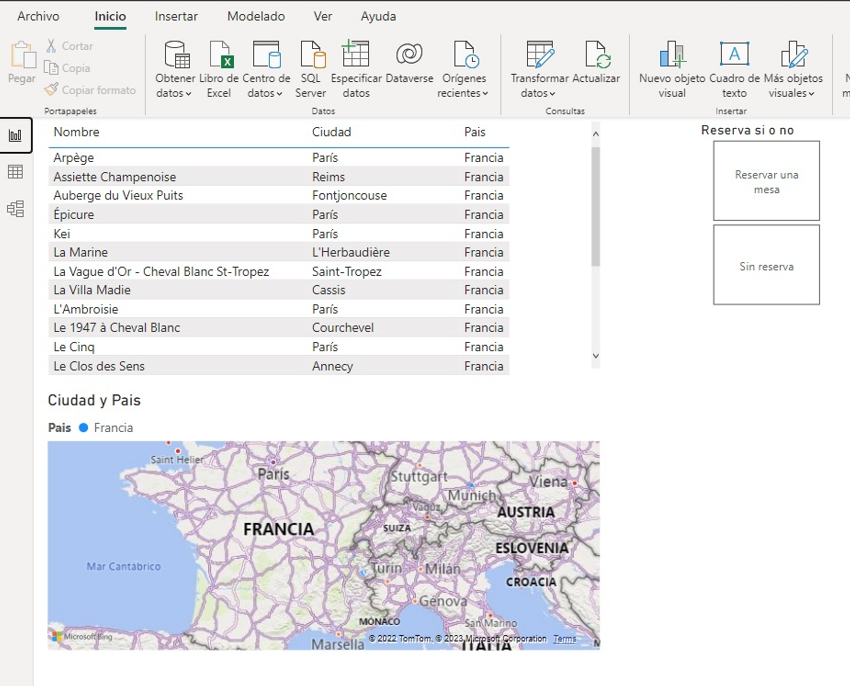 Archivo Inicio Insertar Modelado Ver Ayuda
Pegar
Cortar
Copia
Copiar formato
Portapapeles
Obtener datos
Libro de Excel
Centro de datos
SQL Server
Especificar datos
Dataverse
Orígenes recientes
Datos
Transformar datos
Actualizar
Consultas
Nuevo objeto visual
Cuadro de texto
A
Más objetos visuales
Insertar
Nombre Ciudad Pais
Arpège París Francia
Assiette Champenoise Reims Francia
Auberge du Vieux Puits Fontjoncouse Francia
Épicure París Francia
Kei París Francia
La Marine L'Herbaudière Francia
La Vague d'Or - Cheval Blanc St-Tropez Saint-Tropez Francia
La Villa Madie Cassis Francia
L'Ambroisie París Francia
Le 1947 à Cheval Blanc Courchevel Francia
Le Cinq París Francia
Le Clos des Sens Annecy Francia
Reserva si o no
Reservar una
mesa
Sin reserva
Ciudad y Pais
Pais Francia
Saint Helier
París
Stuttgart
Viena
Munich
Vaduz
AUSTRIA
FRANCIA
SUIZA
ESLOVENIA
Mar Cantábrico
Turín
Milán
CROACIA
Génova
MÓNACO
San Marino
Marsella
ITALIA
Microsoft Bing
© 2022 TomTom, © 2023 Microsoft Corporation Terms